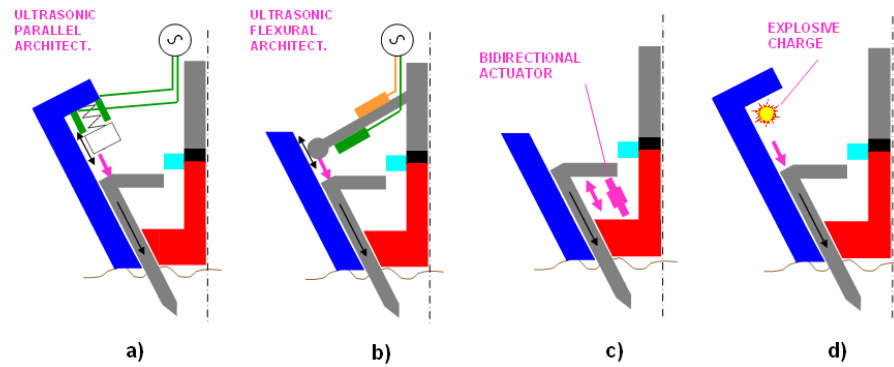 ULTRASONIC
PARALLEL
ARCHITECT.
ULTRASONIC
FLEXURAL
ARCHITECT.
BIDIRECTIONAL
ACTUATOR
EXPLOSIVE
CHARGE
a)
b)
c)
d)